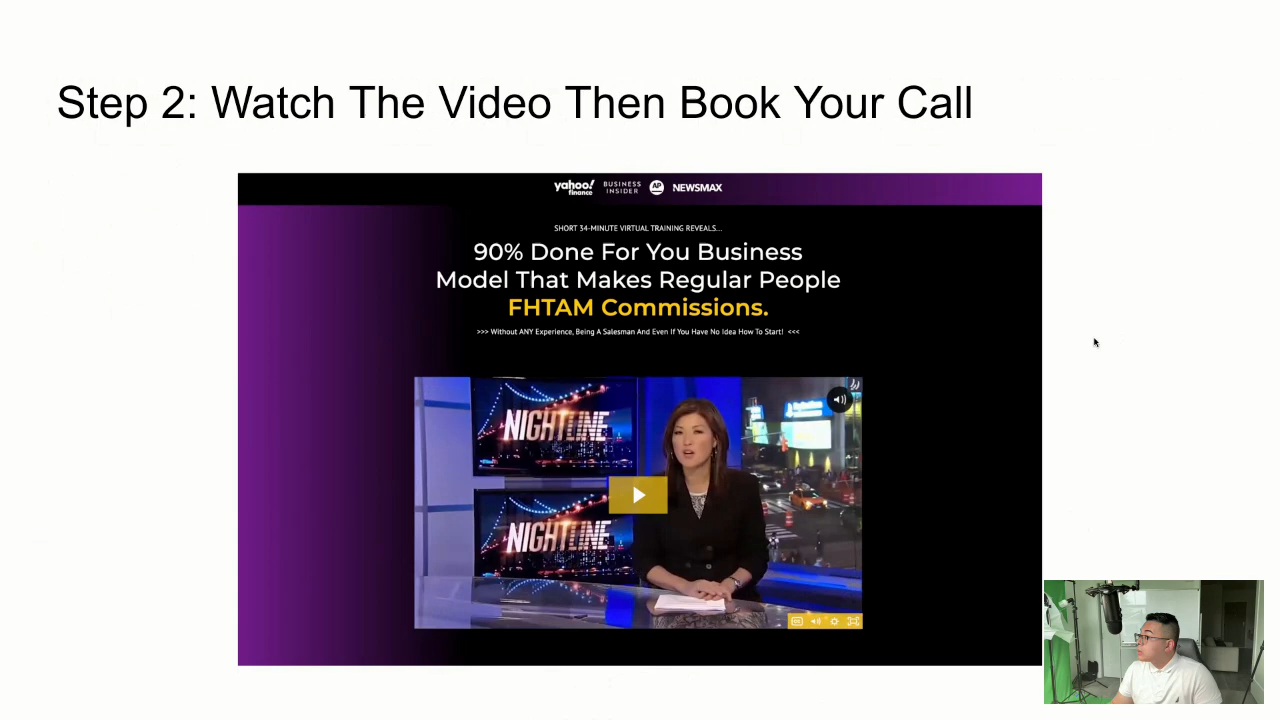 Step 2: Watch The Video Then Book Your Call
yahoo! finance BUSINESS INSIDER AP NEWSMAX
SHORT 34-MINUTE VIRTUAL TRAINING REVEALS...
90% Done For You Business
Model That Makes Regular People
FHTAM Commissions.
>>> Without ANY Experience, Being A Salesman And Even If You Have No Idea How To Start! <<<
NIGHTLINE
NIGHTLINE
CC